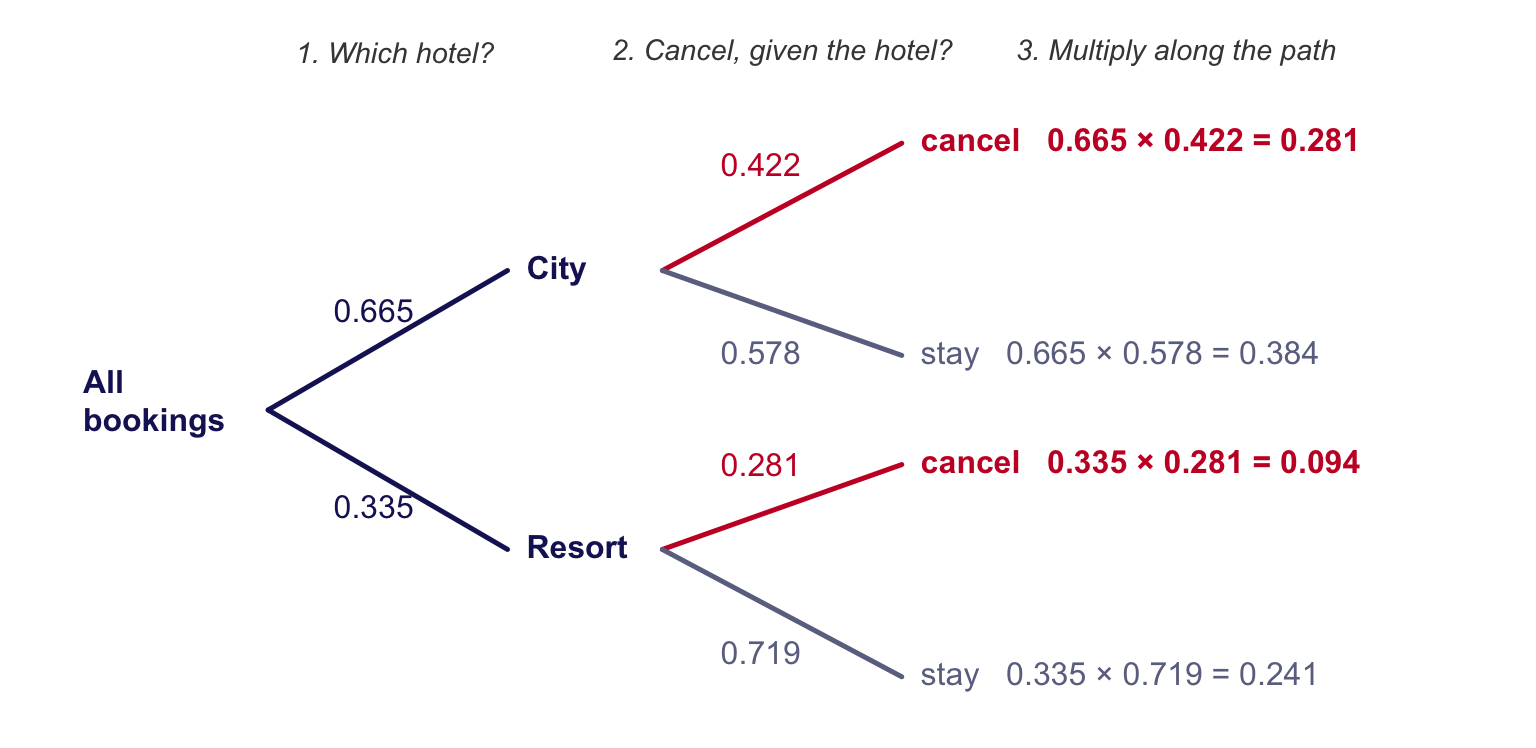 1. Which hotel?
2. Cancel, given the hotel?
3. Multiply along the path
cancel 0.665 × 0.422 = 0.281
0.422
City
0.665
0.578
stay 0.665 × 0.578 = 0.384
All
bookings
0.281
cancel 0.335 × 0.281 = 0.094
0.335
Resort
0.719
stay 0.335 × 0.719 = 0.241